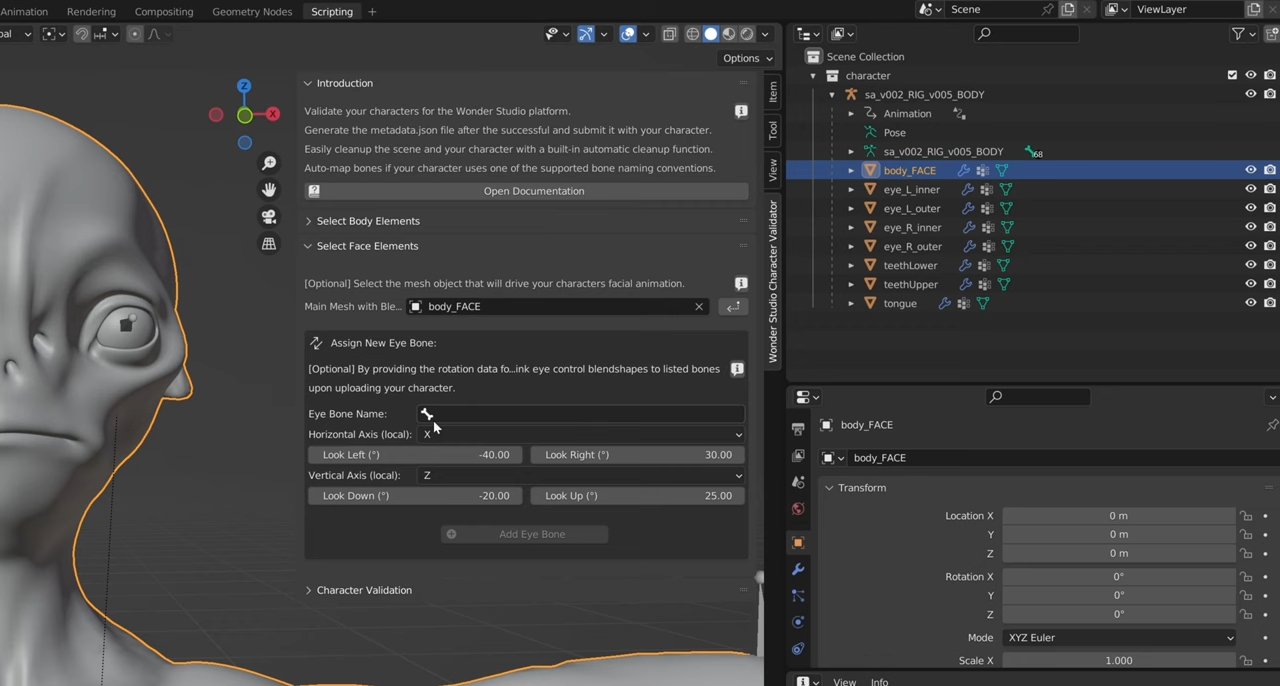 Animation Rendering Compositing Geometry Nodes Scripting +
Scene ViewLayer
Options
Introduction
Validate your characters for the Wonder Studio platform.
Generate the metadata.json file after the successful and submit it with your character.
Easily cleanup the scene and your character with a built-in automatic cleanup function.
Auto-map bones if your character uses one of the supported bone naming conventions.
Open Documentation
Select Body Elements
Select Face Elements
[Optional] Select the mesh object that will drive your characters facial animation.
Main Mesh with Ble... body_FACE
Assign New Eye Bone:
[Optional] By providing the rotation data fo...ink eye control blendshapes to listed bones
upon uploading your character.
Eye Bone Name:
Horizontal Axis (local): X
Look Left (°) -40.00 Look Right (°) 30.00
Vertical Axis (local): Z
Look Down (°) -20.00 Look Up (°) 25.00
Add Eye Bone
Character Validation
Z
X
Item
Tool
View
Wonder Studio Character Validator
Scene Collection
character
sa_v002_RIG_v005_BODY
Animation
Pose
sa_v002_RIG_v005_BODY 68
body_FACE
eye_L_inner
eye_L_outer
eye_R_inner
eye_R_outer
teethLower
teethUpper
tongue
body_FACE
body_FACE
Transform
Location X 0 m
Y 0 m
Z 0 m
Rotation X 0°
Y 0°
Z 0°
Mode XYZ Euler
Scale X 1.000
View Info